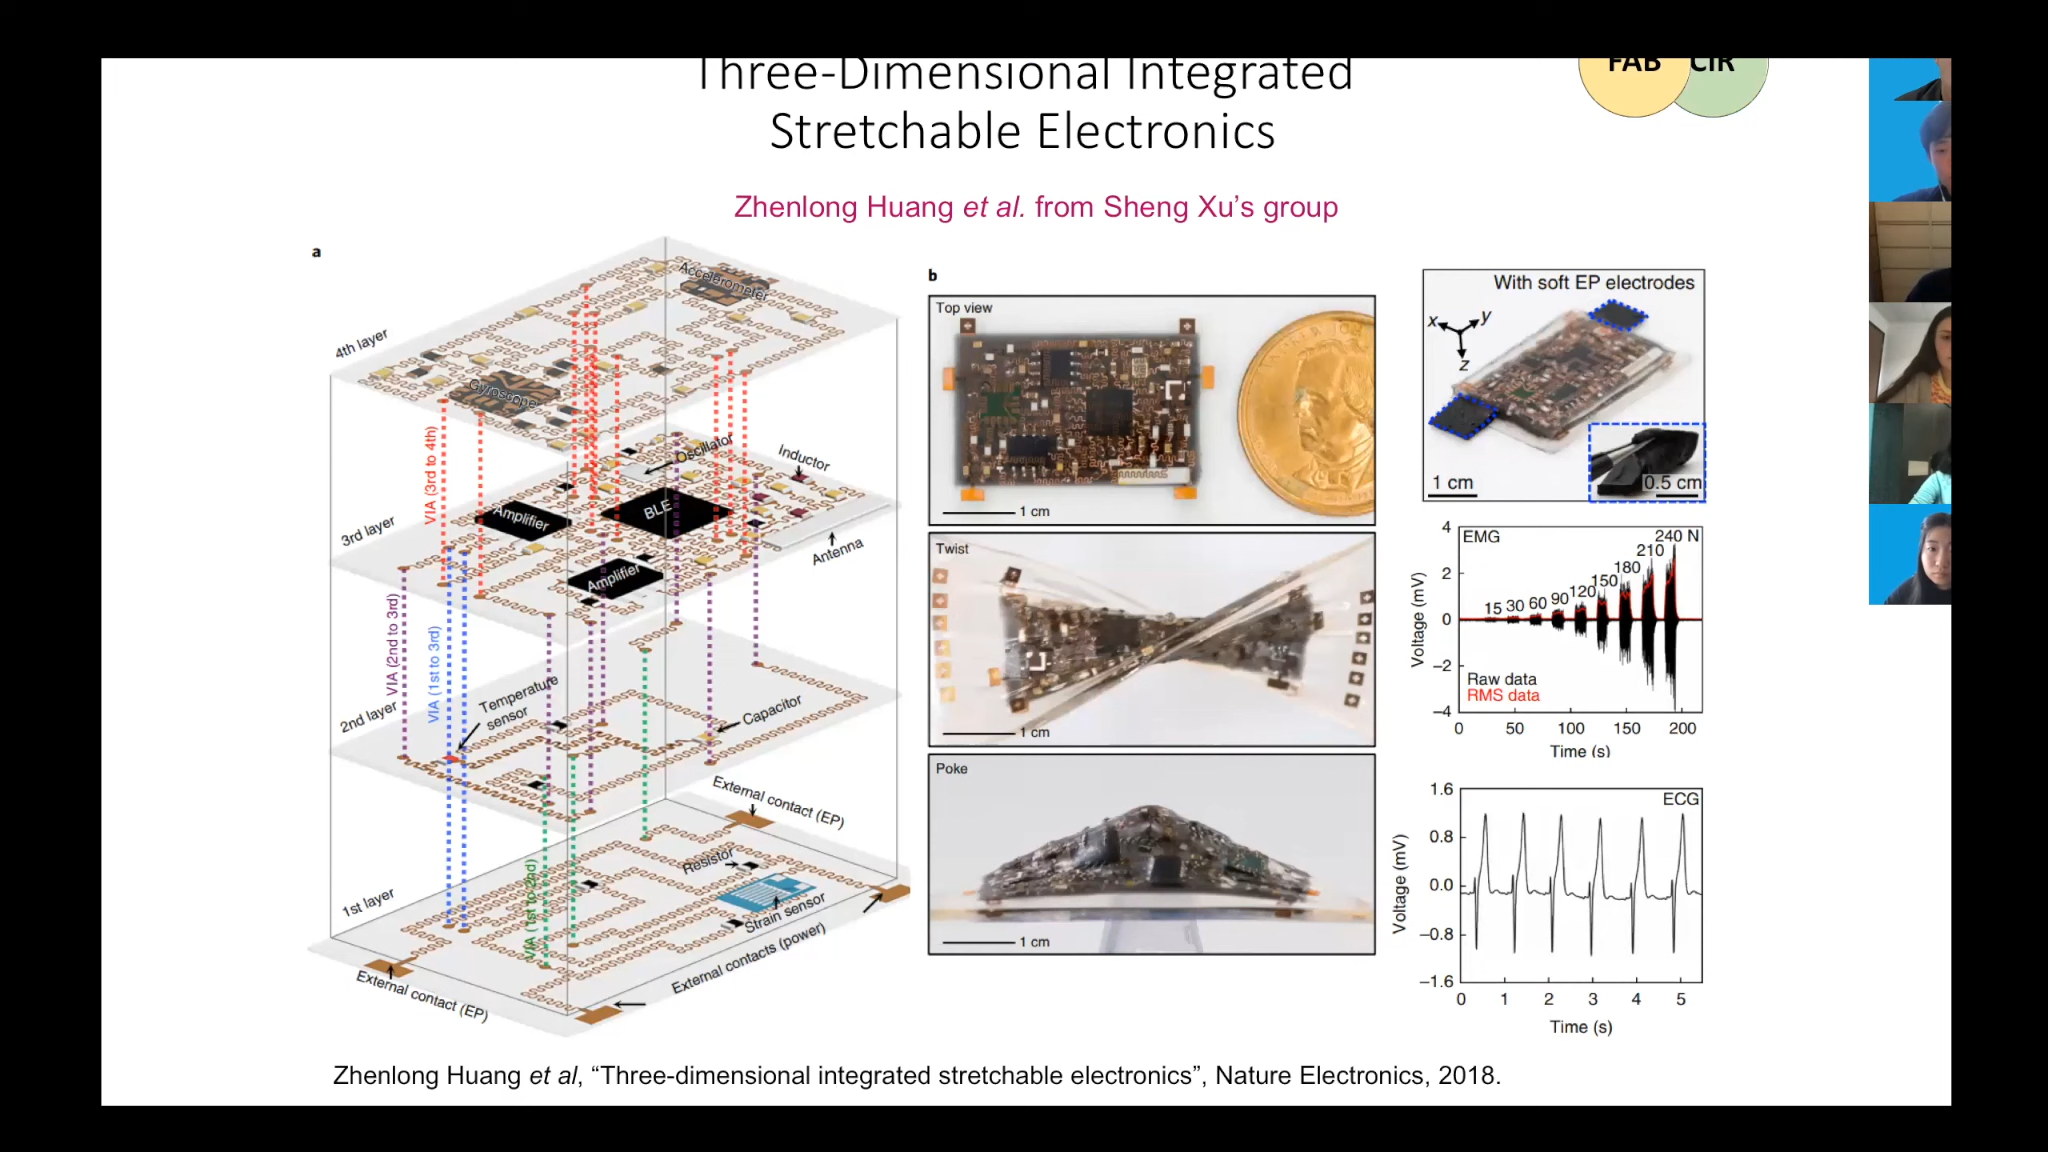 Three-Dimensional Integrated
Stretchable Electronics
FAB CIR
Zhenlong Huang et al. from Sheng Xu's group
a
4th layer
Accelerometer
Gyroscope
VIA (3rd to 4th)
Oscillator
Inductor
3rd layer
Amplifier
BLE
Antenna
Amplifier
VIA (2nd to 3rd)
VIA (1st to 3rd)
2nd layer
Temperature
sensor
Capacitor
External contact (EP)
Resistor
1st layer
VIA (1st to 2nd)
Strain sensor
External contacts (power)
External contact (EP)
b
Top view
1 cm
Twist
1 cm
Poke
1 cm
With soft EP electrodes
x
y
z
1 cm
0.5 cm
EMG
240 N
210
180
150
120
90
60
30
15
4
2
0
−2
−4
Voltage (mV)
Raw data
RMS data
0 50 100 150 200
Time (s)
ECG
1.6
0.8
0.0
−0.8
−1.6
Voltage (mV)
0 1 2 3 4 5
Time (s)
Zhenlong Huang et al, “Three-dimensional integrated stretchable electronics”, Nature Electronics, 2018.